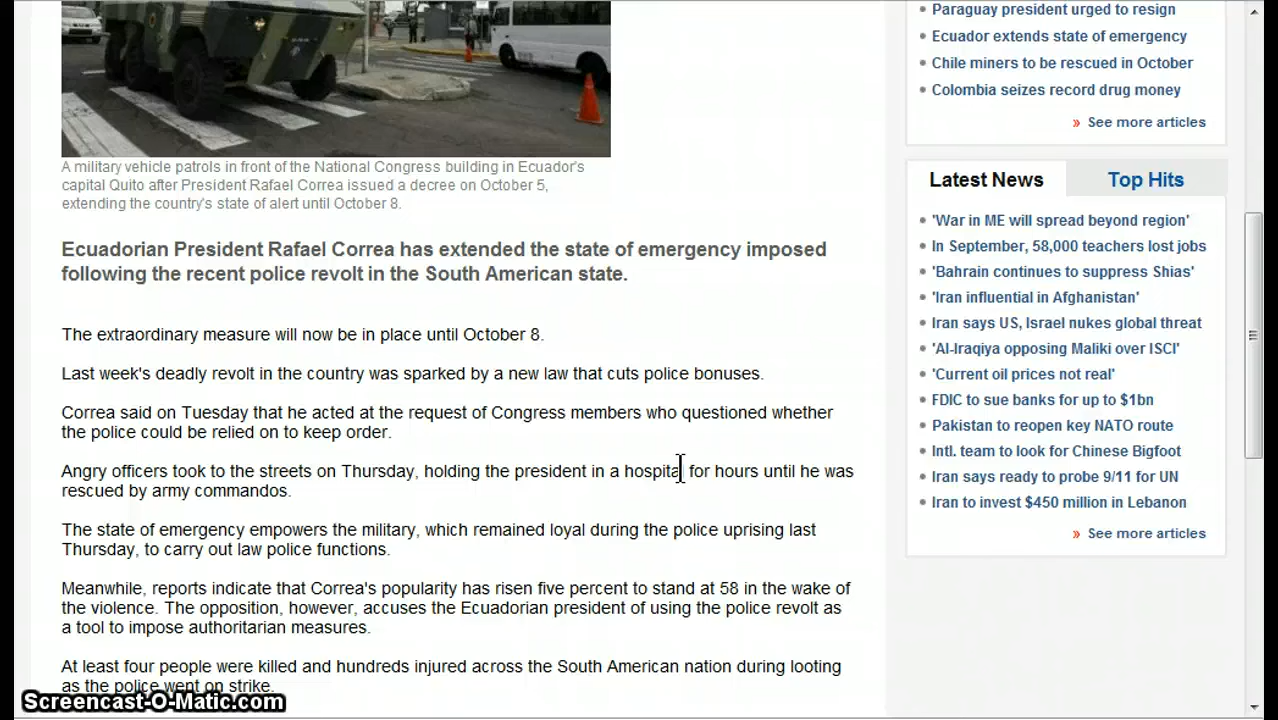 A military vehicle patrols in front of the National Congress building in Ecuador's
capital Quito after President Rafael Correa issued a decree on October 5,
extending the country's state of alert until October 8.
Ecuadorian President Rafael Correa has extended the state of emergency imposed
following the recent police revolt in the South American state.
The extraordinary measure will now be in place until October 8.
Last week's deadly revolt in the country was sparked by a new law that cuts police bonuses.
Correa said on Tuesday that he acted at the request of Congress members who questioned whether
the police could be relied on to keep order.
Angry officers took to the streets on Thursday, holding the president in a hospital for hours until he was
rescued by army commandos.
The state of emergency empowers the military, which remained loyal during the police uprising last
Thursday, to carry out law police functions.
Meanwhile, reports indicate that Correa's popularity has risen five percent to stand at 58 in the wake of
the violence. The opposition, however, accuses the Ecuadorian president of using the police revolt as
a tool to impose authoritarian measures.
At least four people were killed and hundreds injured across the South American nation during looting
as the police went on strike.
Screencast-O-Matic.com
Paraguay president urged to resign
Ecuador extends state of emergency
Chile miners to be rescued in October
Colombia seizes record drug money
» See more articles
Latest News Top Hits
'War in ME will spread beyond region'
In September, 58,000 teachers lost jobs
'Bahrain continues to suppress Shias'
'Iran influential in Afghanistan'
Iran says US, Israel nukes global threat
'Al-Iraqiya opposing Maliki over ISCI'
'Current oil prices not real'
FDIC to sue banks for up to $1bn
Pakistan to reopen key NATO route
Intl. team to look for Chinese Bigfoot
Iran says ready to probe 9/11 for UN
Iran to invest $450 million in Lebanon
» See more articles